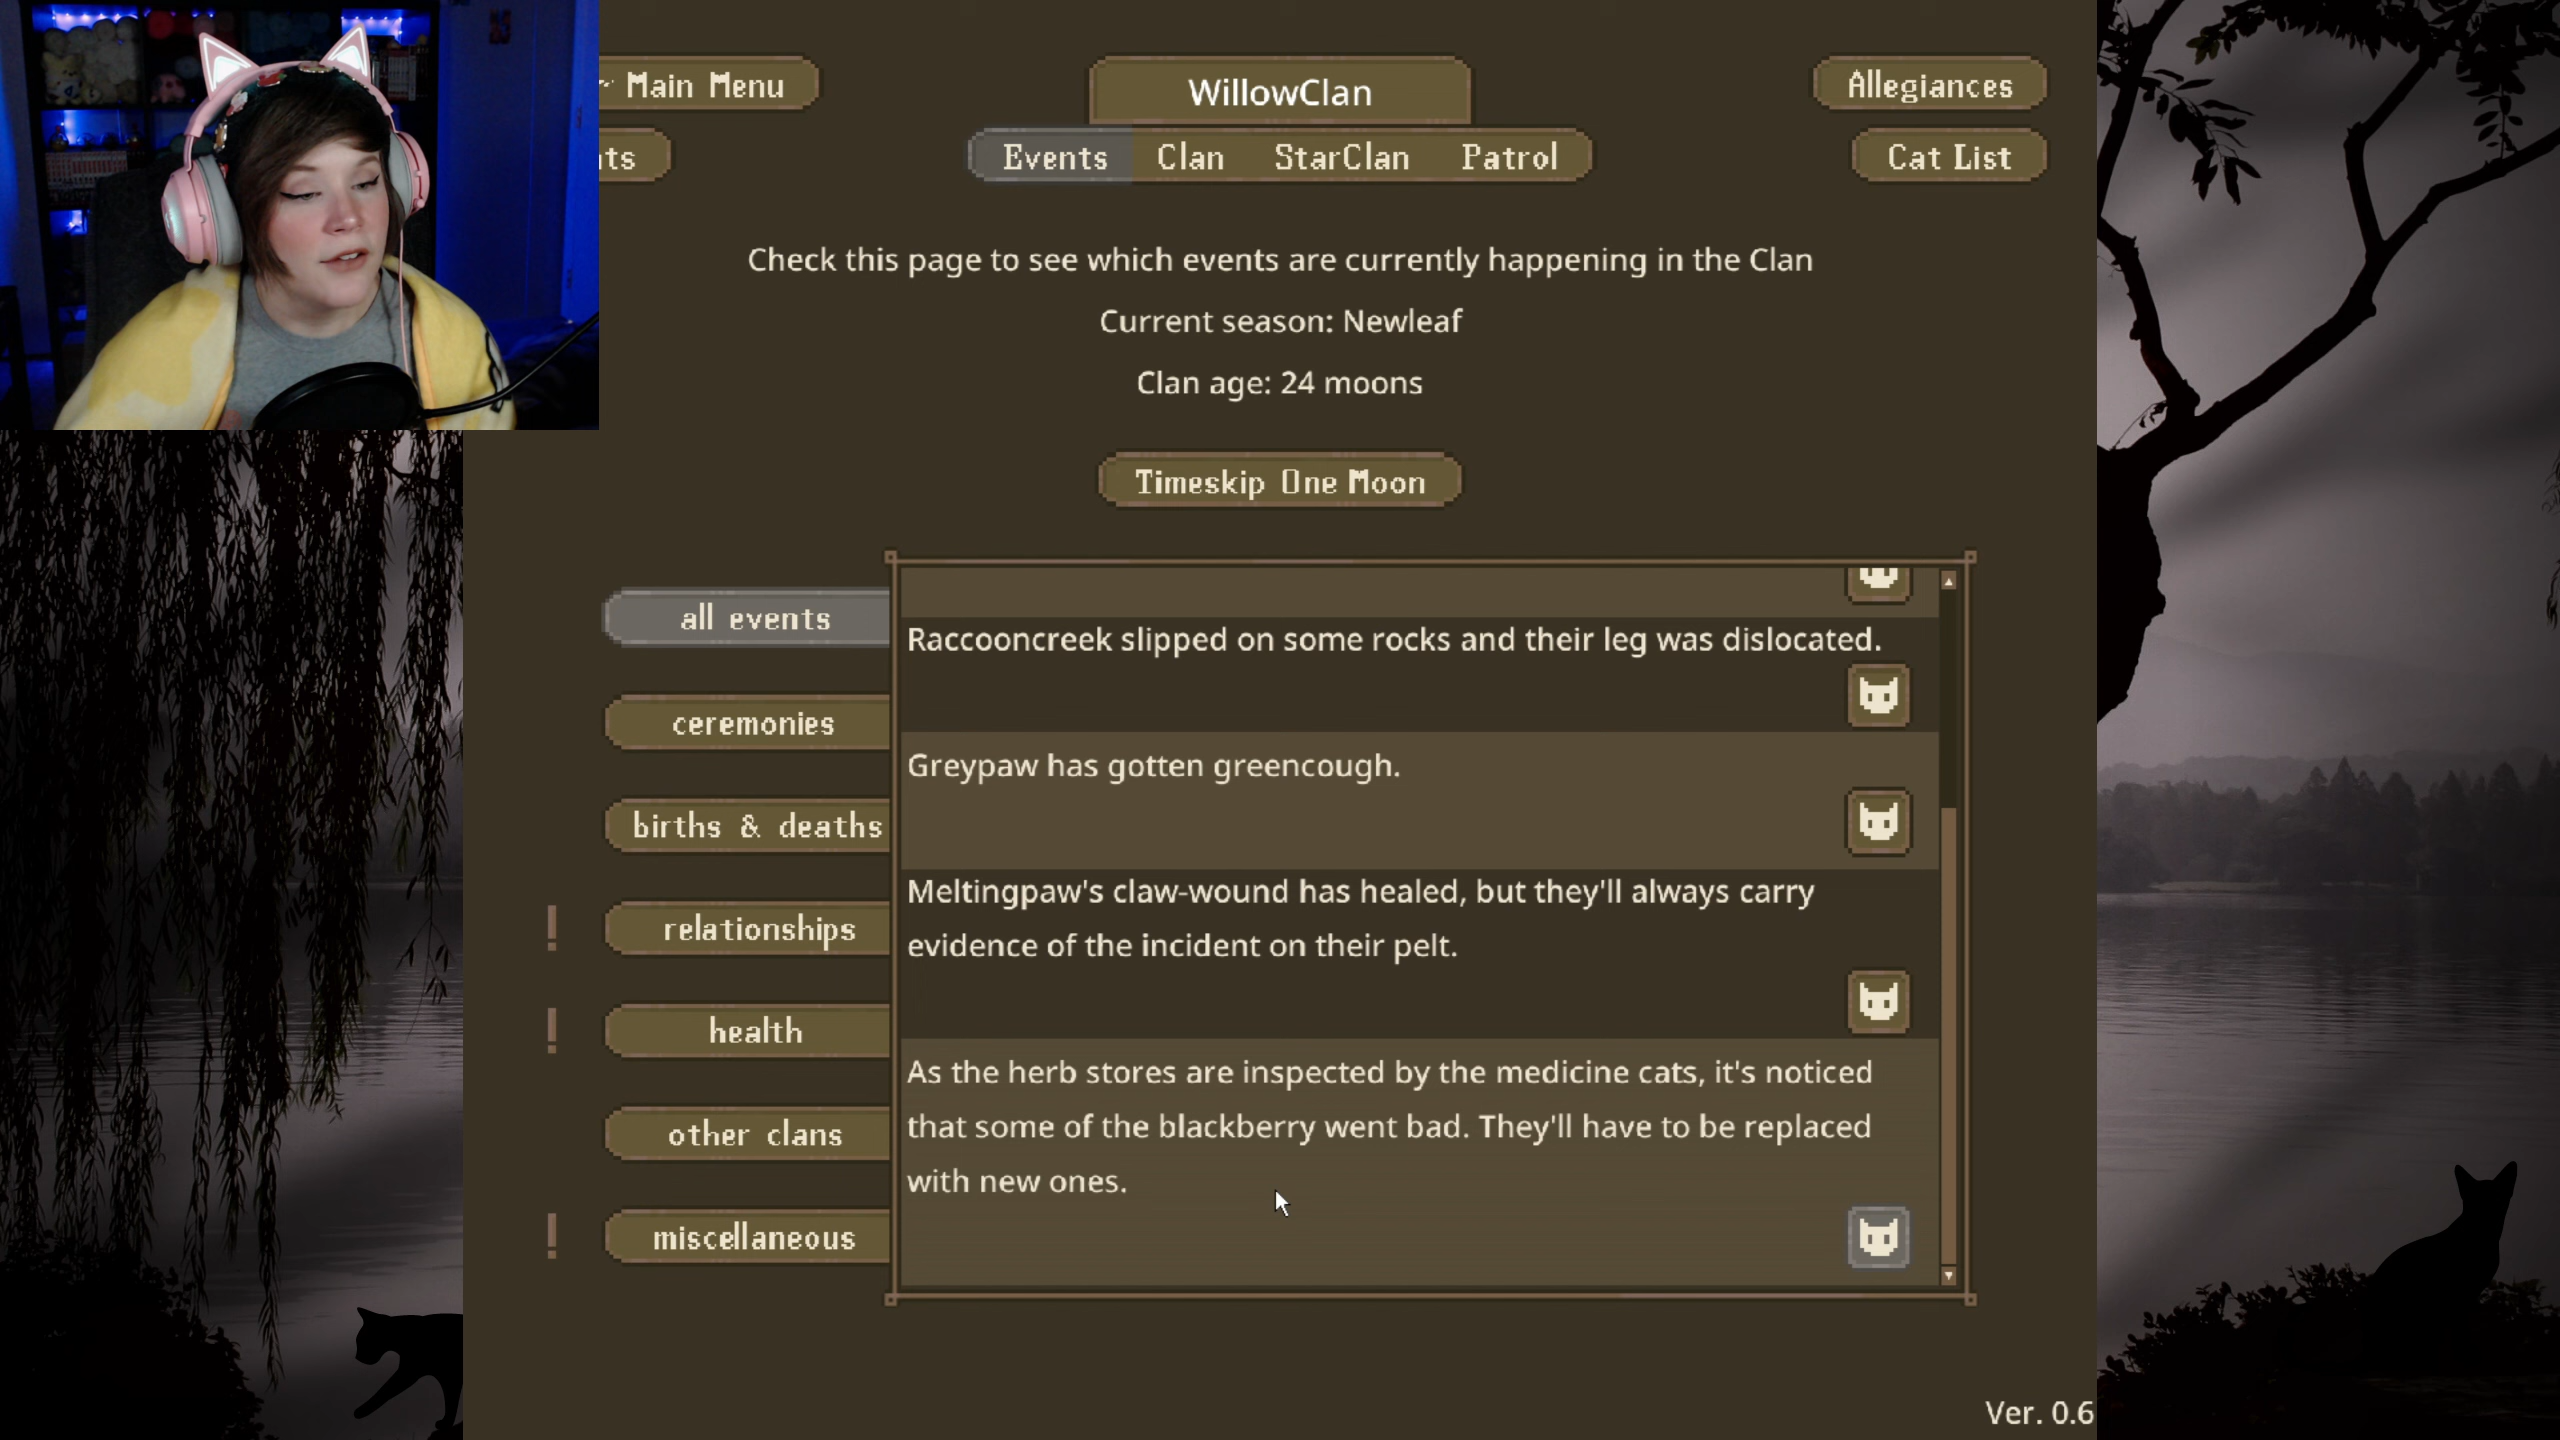 Main Menu
WillowClan
Allegiances
ts
Events
Clan
StarClan
Patrol
Cat List
Check this page to see which events are currently happening in the Clan
Current season: Newleaf
Clan age: 24 moons
Timeskip One Moon
all events
ceremonies
births & deaths
! relationships
! health
other clans
! miscellaneous
Raccooncreek slipped on some rocks and their leg was dislocated.
Greypaw has gotten greencough.
Meltingpaw's claw-wound has healed, but they'll always carry
evidence of the incident on their pelt.
As the herb stores are inspected by the medicine cats, it's noticed
that some of the blackberry went bad. They'll have to be replaced
with new ones.
Ver. 0.6